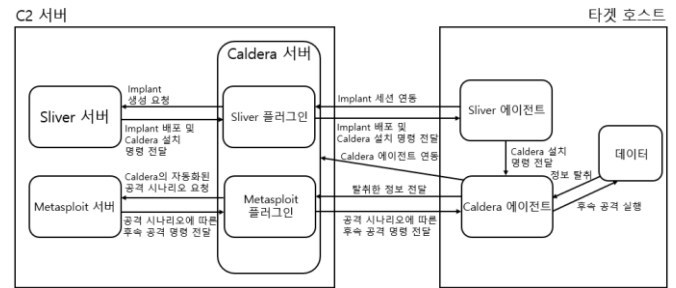 C2 서버
타겟 호스트
Caldera 서버
Implant
생성 요청
Implant 세션 연동
Sliver 서버
Sliver 플러그인
Sliver 에이전트
Implant 배포 및
Caldera 설치
명령 전달
Implant 배포 및
Caldera 설치 명령 전달
Caldera 설치
명령 전달
데이터
Caldera 에이전트 연동
정보 탈취
Caldera의 자동화된
공격 시나리오 요청
탈취한 정보 전달
Metasploit 서버
Metasploit
플러그인
Caldera 에이전트
후속 공격 실행
공격 시나리오에 따른
후속 공격 명령 전달
공격 시나리오에 따른
후속 공격 명령 전달